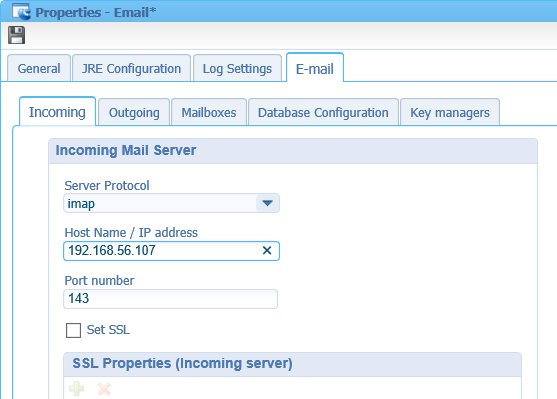 Properties - Email*
General JRE Configuration Log Settings E-mail
Incoming Outgoing Mailboxes Database Configuration Key managers
Incoming Mail Server
Server Protocol
imap
Host Name / IP address
192.168.56.107
Port number
143
Set SSL
SSL Properties (Incoming server)